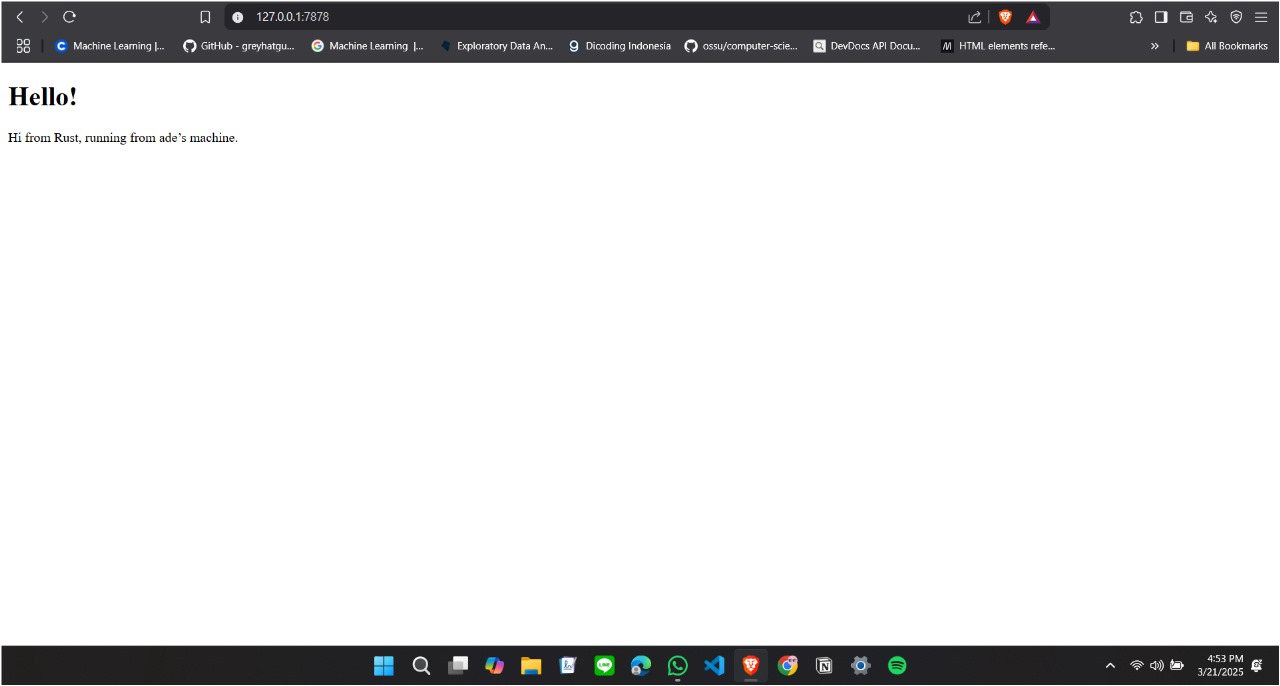 127.0.0.1:7878
Machine Learning |... GitHub - greyhatgu... Machine Learning |... Exploratory Data An... Dicoding Indonesia ossu/computer-scie... DevDocs API Docu... HTML elements refe... » All Bookmarks
Hello!
Hi from Rust, running from ade’s machine.
4:53 PM
3/21/2025